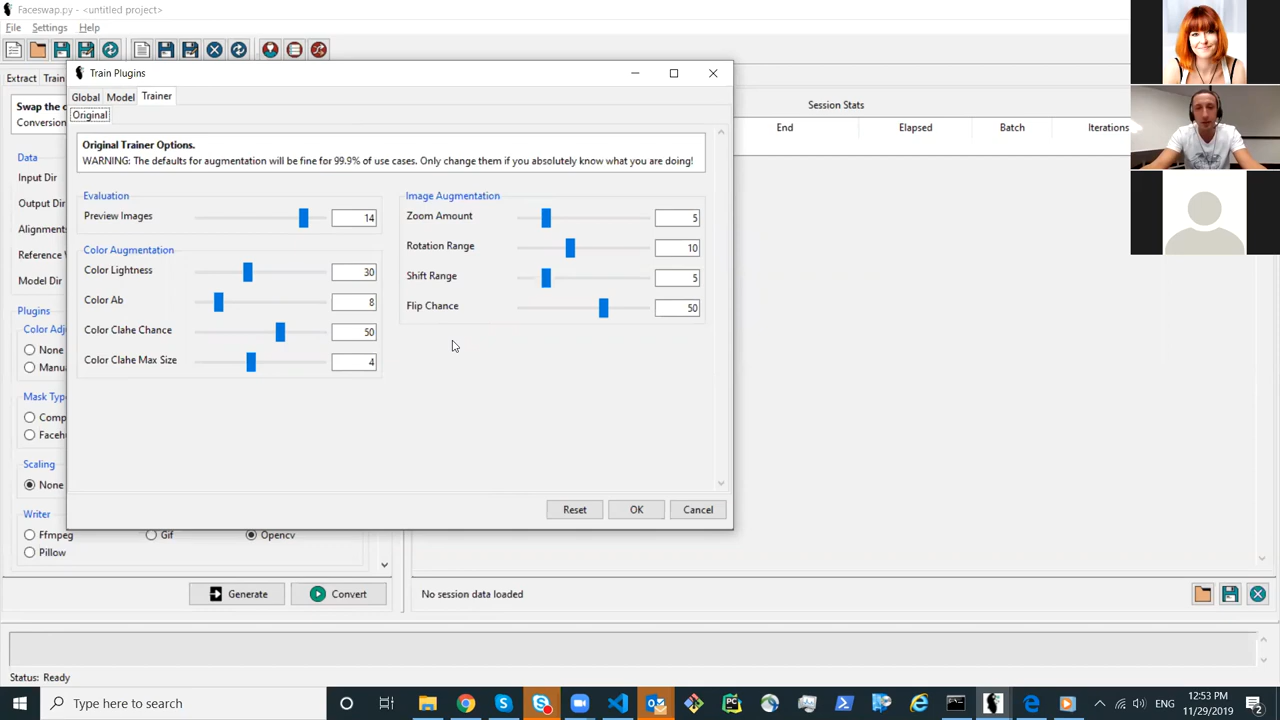 Faceswap.py - <untitled project>
File Settings Help
Extract Train
Swap the o
Conversion
Data
Input Dir
Output Dir
Alignments
Reference V
Model Dir
Plugins
Color Adj
None
Manua
Mask Type
Comp
Faceh
Scaling
None
Writer
Ffmpeg Gif Opencv
Pillow
Generate Convert
Train Plugins
Global Model Trainer
Original
Original Trainer Options.
WARNING: The defaults for augmentation will be fine for 99.9% of use cases. Only change them if you absolutely know what you are doing!
Evaluation
Preview Images 14
Color Augmentation
Color Lightness 30
Color Ab 8
Color Clahe Chance 50
Color Clahe Max Size 4
Image Augmentation
Zoom Amount 5
Rotation Range 10
Shift Range 5
Flip Chance 50
Reset OK Cancel
Session Stats
End Elapsed Batch Iterations
No session data loaded
Status: Ready
Type here to search
ENG
12:53 PM
11/29/2019
2